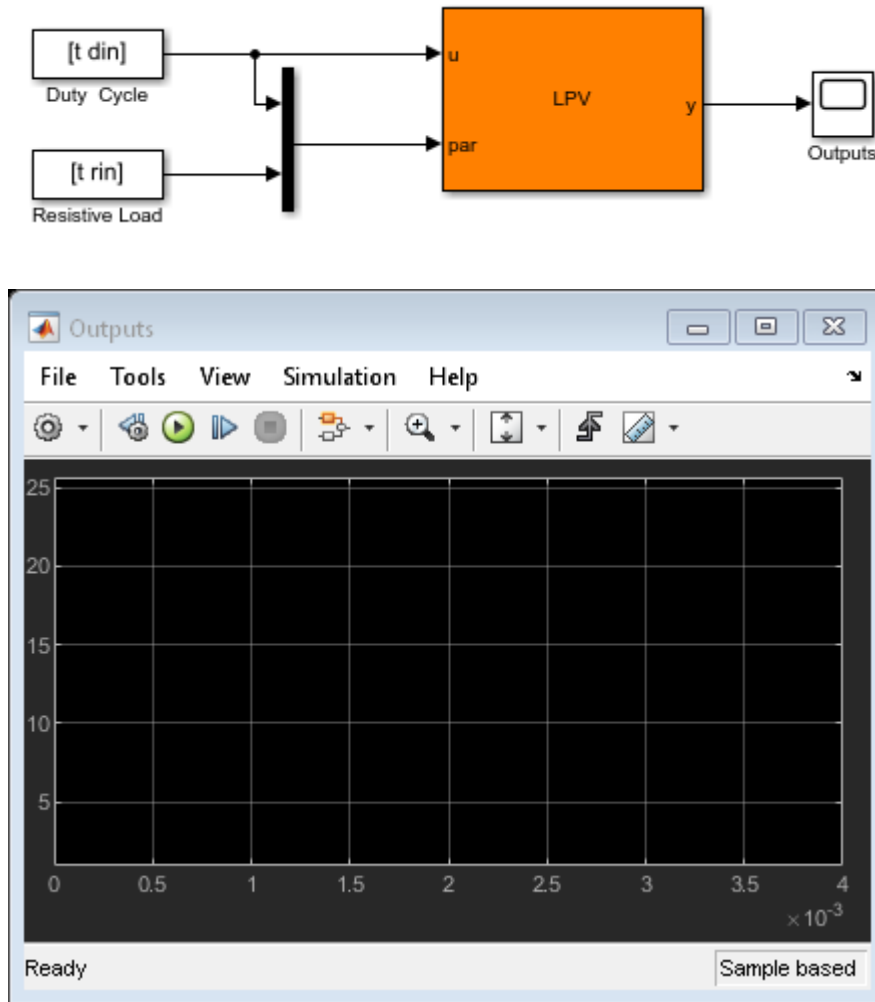 [t din]
Duty Cycle
[t rin]
Resistive Load
u
par
LPV
y
Outputs
Outputs
File Tools View Simulation Help
25
20
15
10
5
0 0.5 1 1.5 2 2.5 3 3.5 4
×10⁻³
Ready Sample based